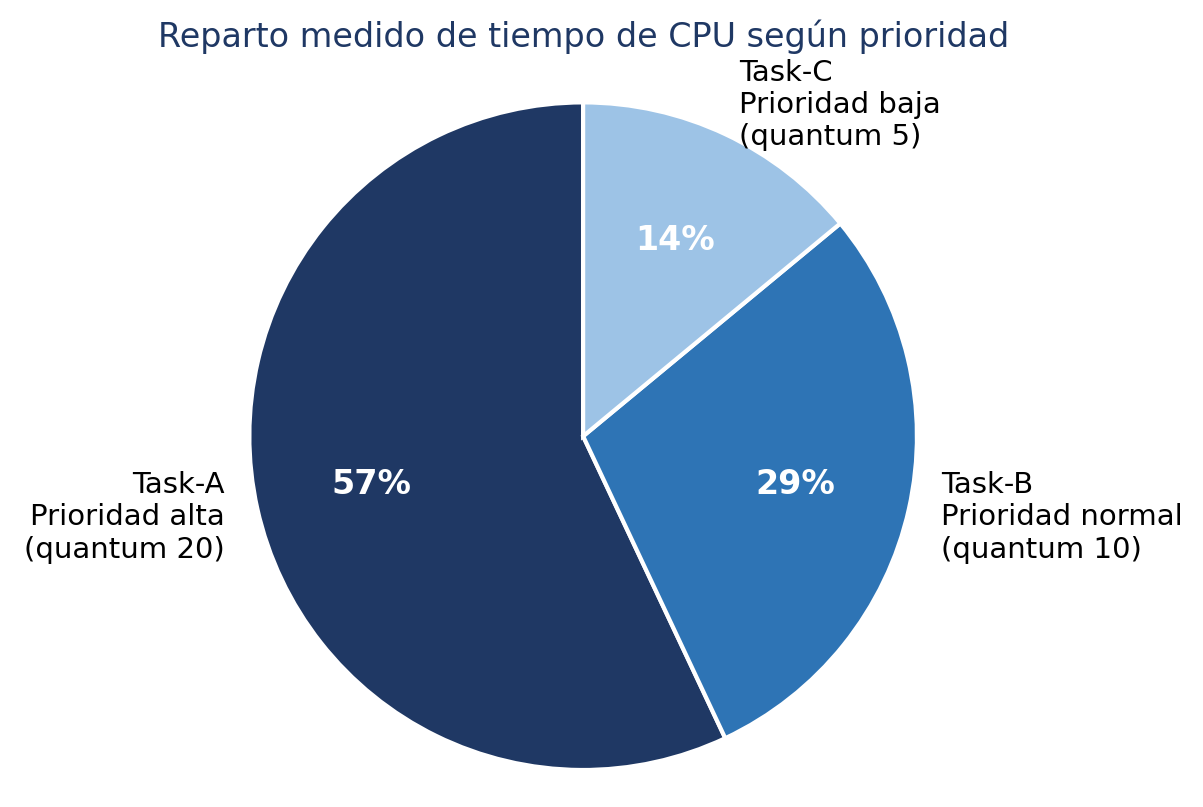 Reparto medido de tiempo de CPU según prioridad
Task-C
Prioridad baja
(quantum 5)
14%
57%
29%
Task-A
Prioridad alta
(quantum 20)
Task-B
Prioridad normal
(quantum 10)